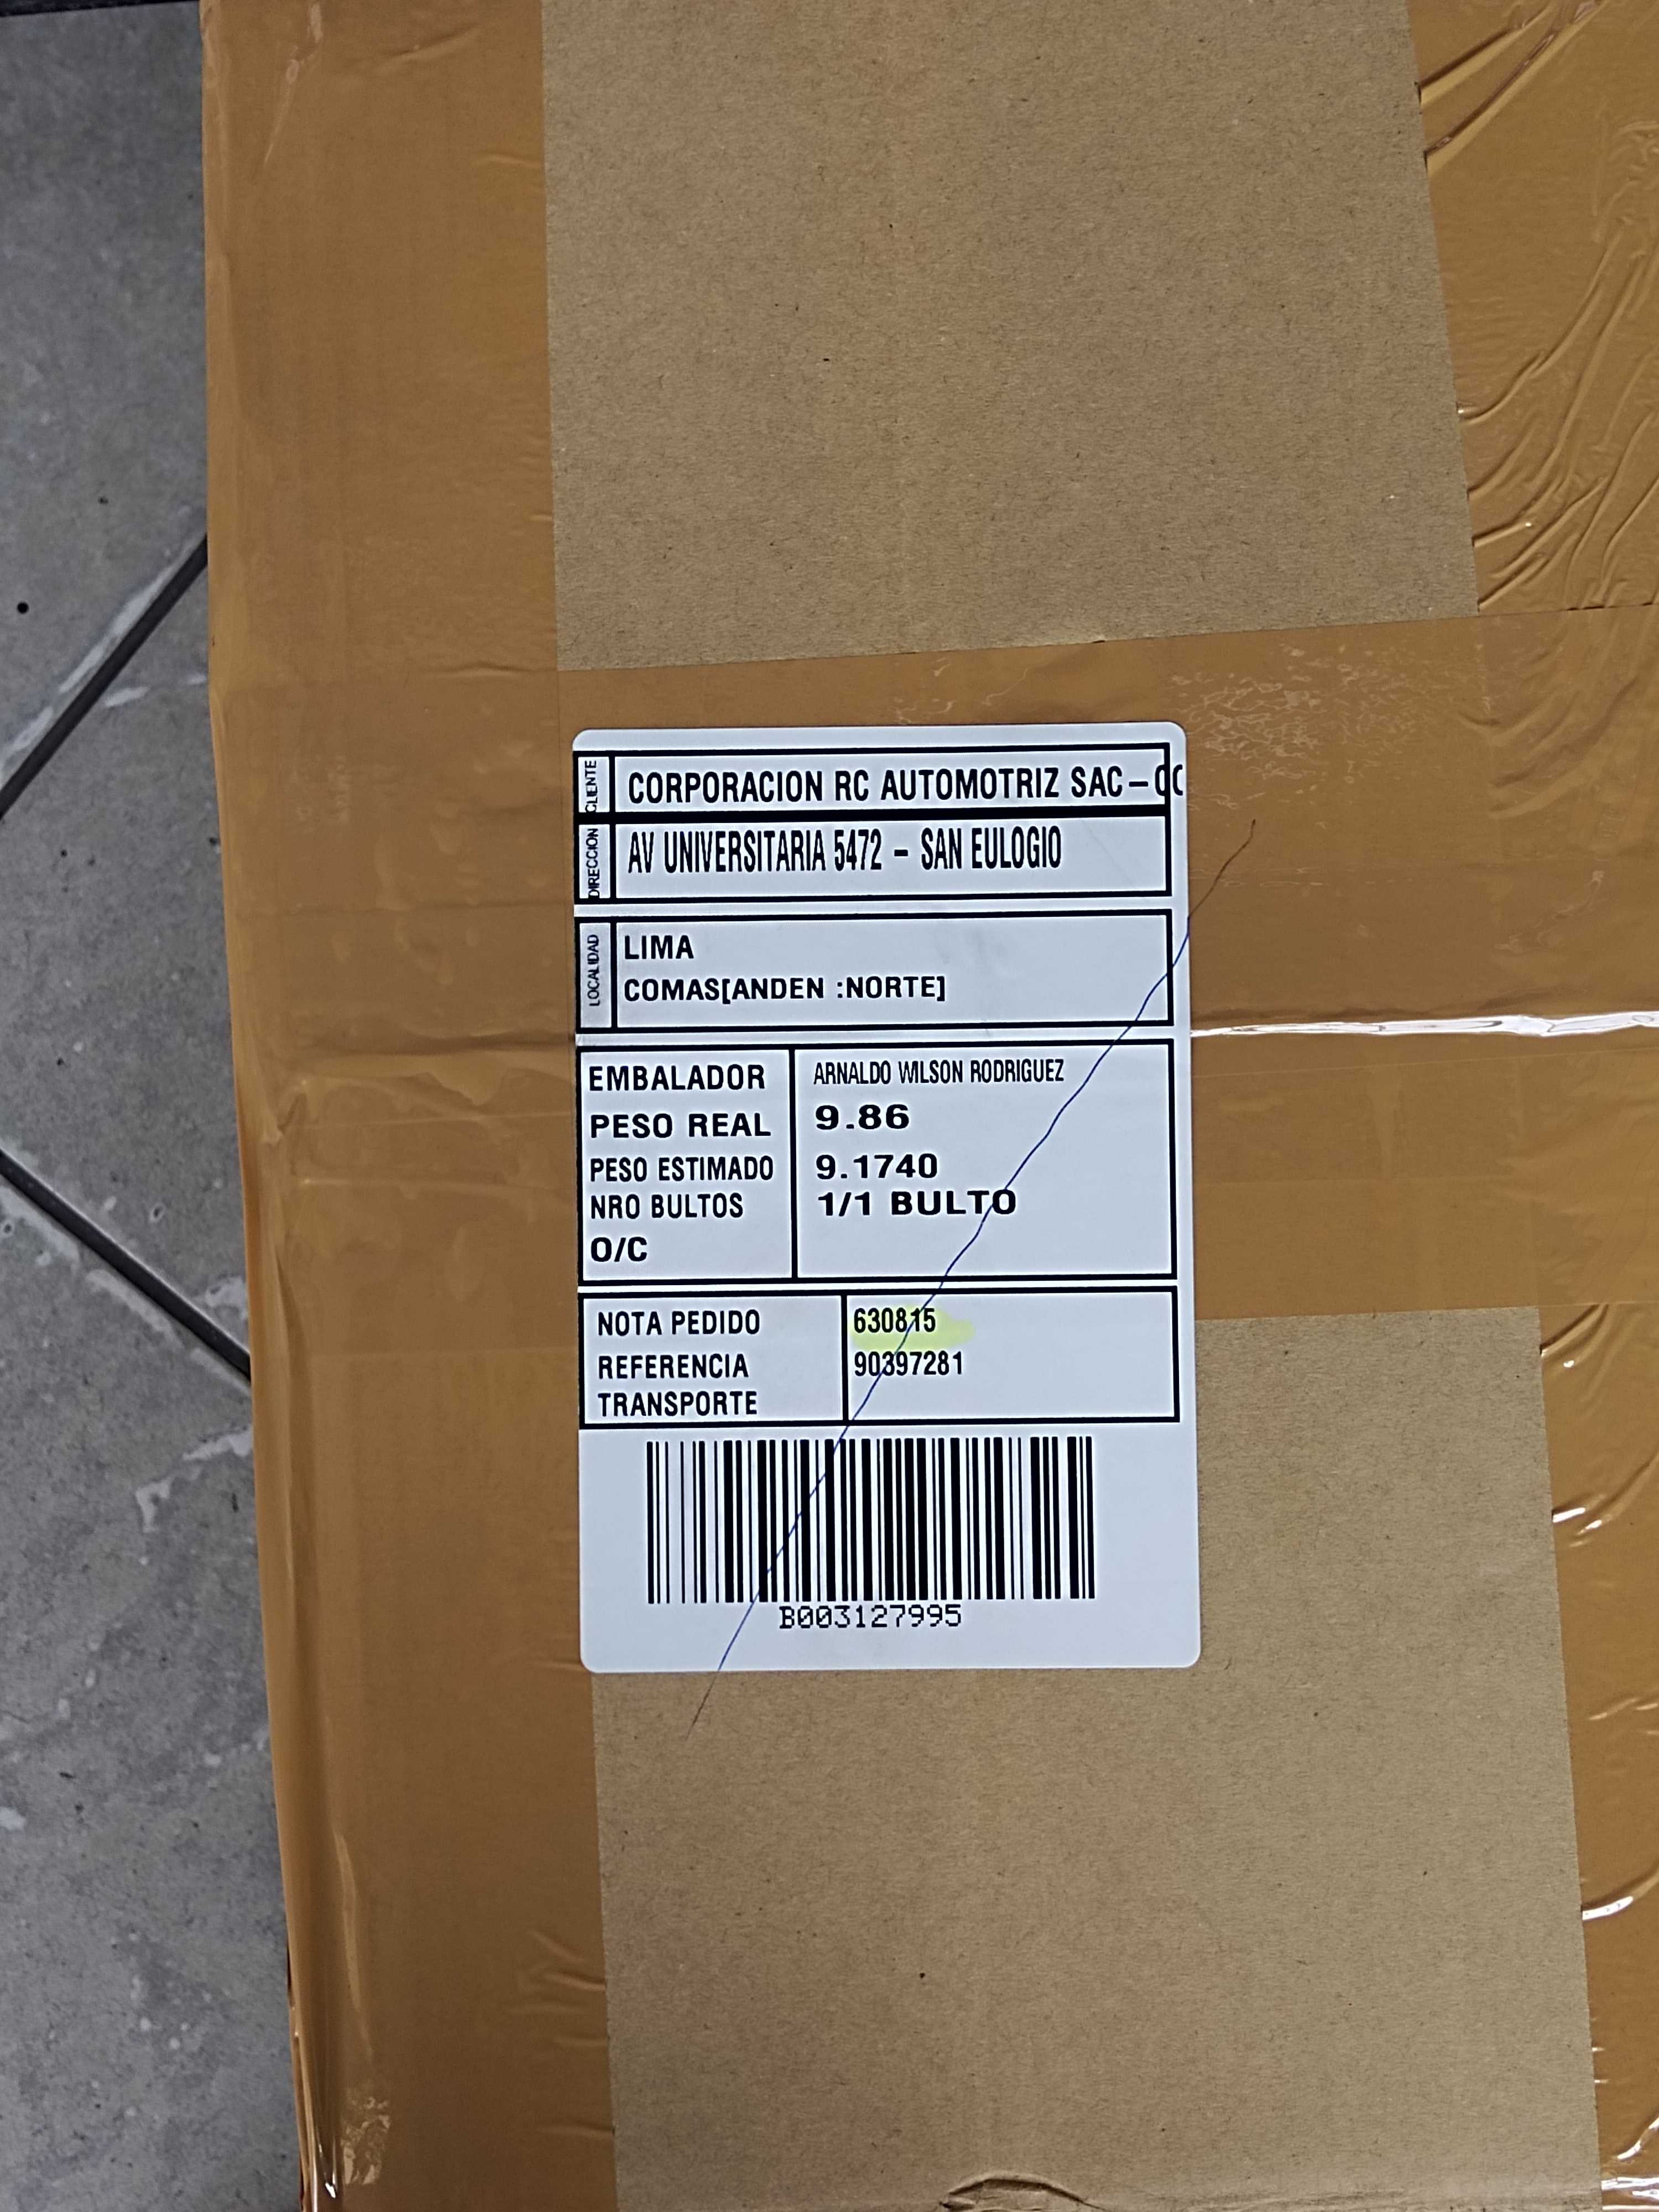 CLIENTE CORPORACION RC AUTOMOTRIZ SAC-
DIRECCION AV UNIVERSITARIA 5472 - SAN EULOGIO
LOCALIDAD LIMA
COMAS[ANDEN :NORTE]
EMBALADOR ARNALDO WILSON RODRIGUEZ
PESO REAL 9.86
PESO ESTIMADO 9.1740
NRO BULTOS 1/1 BULTO
O/C
NOTA PEDIDO 630815
REFERENCIA 90397281
TRANSPORTE
B003127995